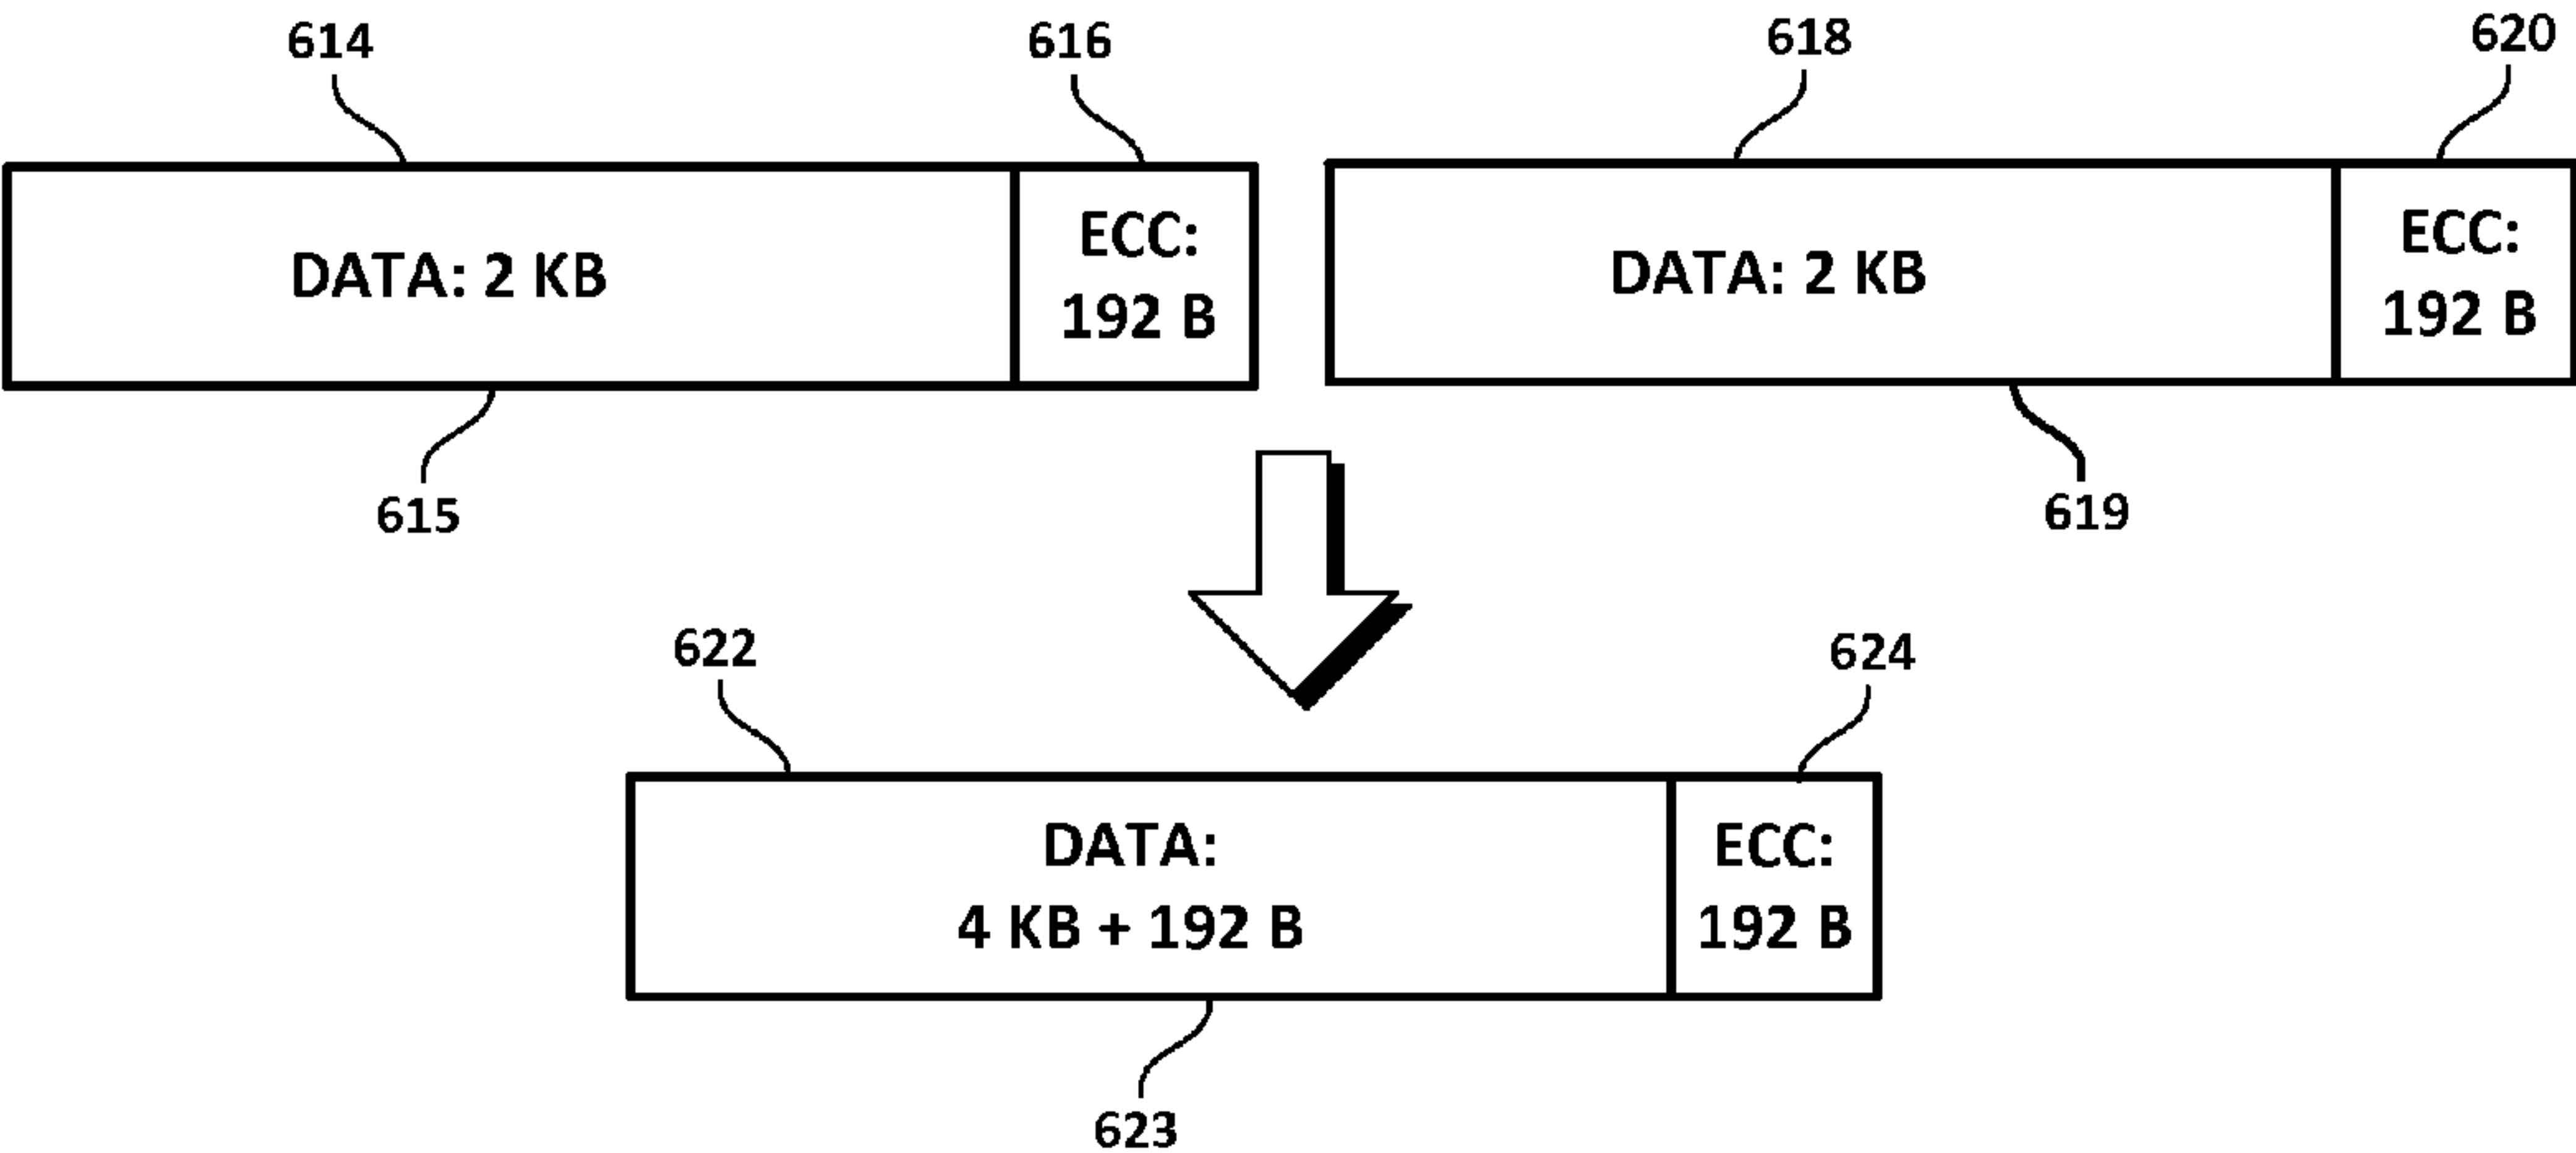 614
616
618
620
DATA: 2 KB
ECC:
192 B
DATA: 2 KB
ECC:
192 B
615
619
622
624
DATA:
4 KB + 192 B
ECC:
192 B
623